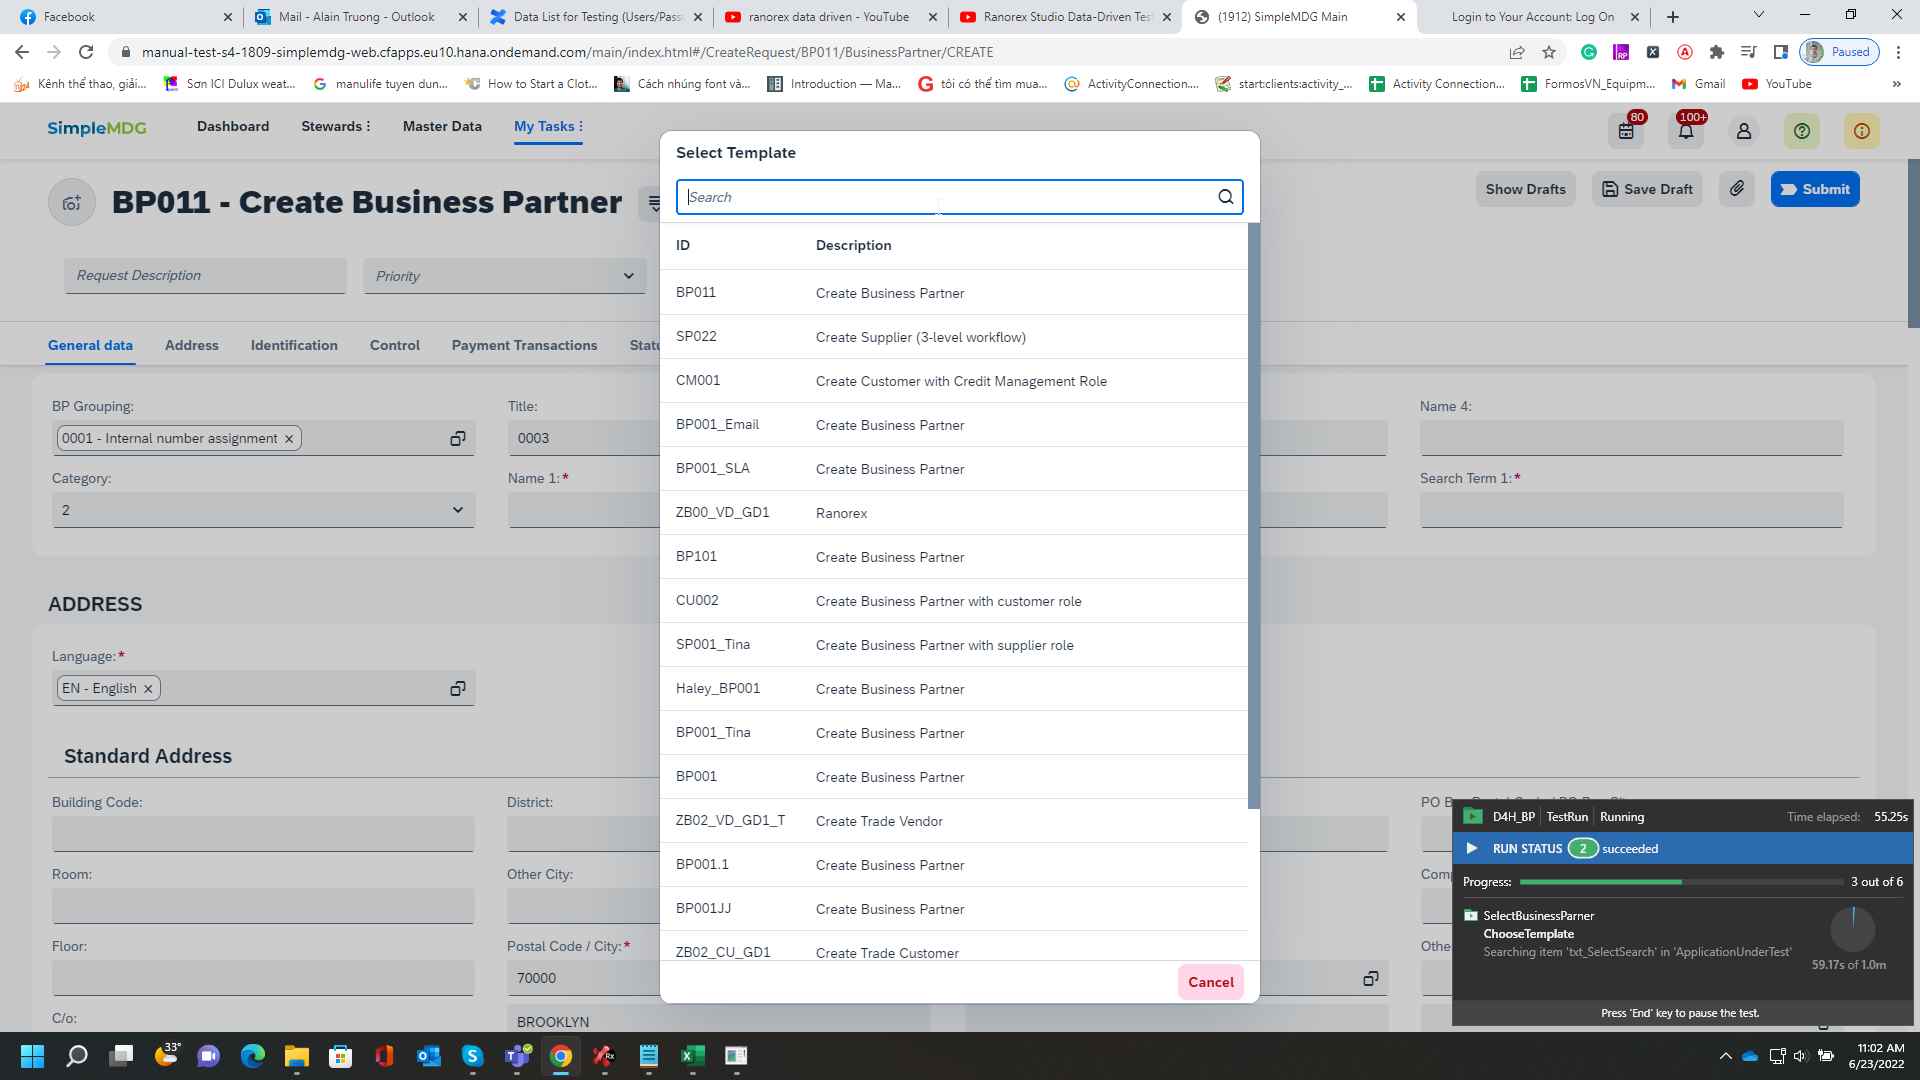 Facebook
Mail - Alain Truong - Outlook
Data List for Testing (Users/Pass
ranorex data driven - YouTube
Ranorex Studio Data-Driven Test
(1912) SimpleMDG Main
Login to Your Account: Log On
manual-test-s4-1809-simplemdg-web.cfapps.eu10.hana.ondemand.com/main/index.html#/CreateRequest/BP011/BusinessPartner/CREATE
Paused
Kênh thể thao, giải...
Sơn ICI Dulux weat...
manulife tuyen dun...
How to Start a Clot...
Cách nhúng font và...
Introduction — Ma...
tôi có thể tìm mua...
ActivityConnection....
start:clients:activity_...
Activity Connection...
FormosVN_Equipm...
Gmail
YouTube
»
SimpleMDG
Dashboard
Stewards
Master Data
My Tasks
80
100+
BP011 - Create Business Partner
Show Drafts
Save Draft
Submit
Request Description
Priority
General data
Address
Identification
Control
Payment Transactions
Statu
BP Grouping:
Title:
Name 4:
0001 - Internal number assignment
0003
Category:
Name 1:*
Search Term 1:*
2
ADDRESS
Language:*
EN - English
Standard Address
Building Code:
District:
Room:
Other City:
Floor:
Postal Code / City:*
70000
C/o:
BROOKLYN
Select Template
Search
ID Description
BP011 Create Business Partner
SP022 Create Supplier (3-level workflow)
CM001 Create Customer with Credit Management Role
BP001_Email Create Business Partner
BP001_SLA Create Business Partner
ZB00_VD_GD1 Ranorex
BP101 Create Business Partner
CU002 Create Business Partner with customer role
SP001_Tina Create Business Partner with supplier role
Haley_BP001 Create Business Partner
BP001_Tina Create Business Partner
BP001 Create Business Partner
ZB02_VD_GD1_T Create Trade Vendor
BP001.1 Create Business Partner
BP001JJ Create Business Partner
ZB02_CU_GD1 Create Trade Customer
Cancel
PO B
Comp
Othe
D4H_BP TestRun Running Time elapsed: 55.25s
RUN STATUS 2 succeeded
Progress: 3 out of 6
SelectBusinessParner
ChooseTemplate
Searching item 'txt_SelectSearch' in 'ApplicationUnderTest'
59.17s of 1.0m
Press 'End' key to pause the test.
33°
11:02 AM
6/23/2022